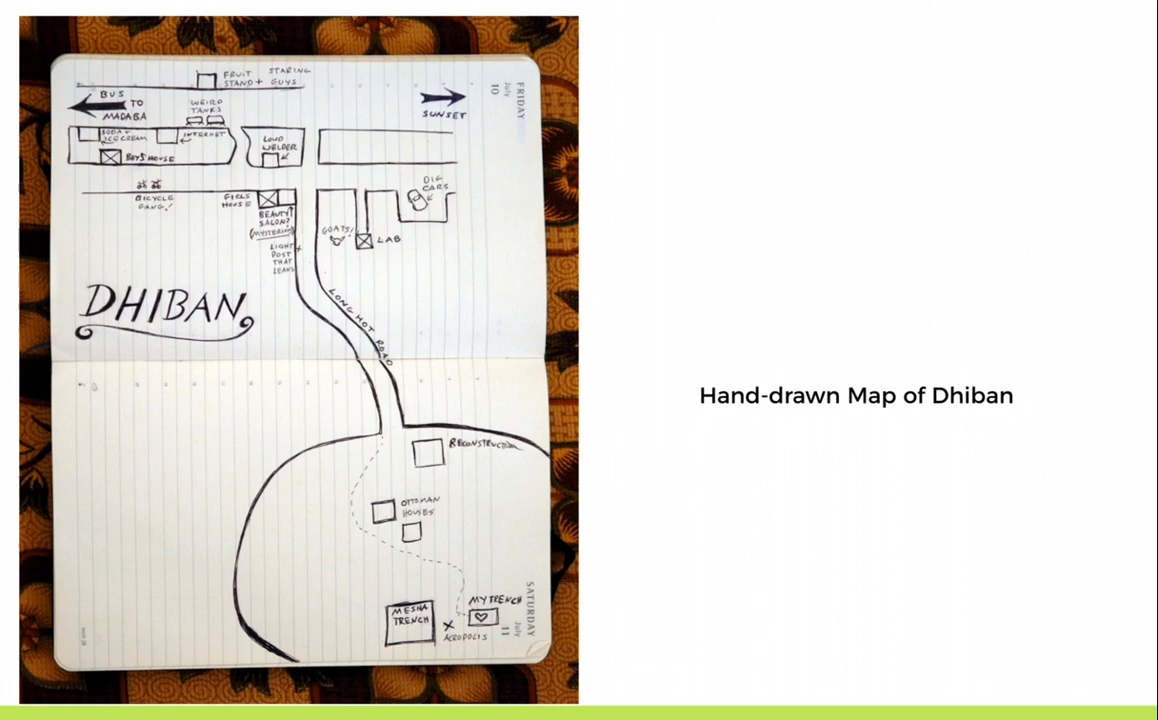 FRUIT STARING
STAND + GUYS
BUS
TO
MADABA
WEIRD
TANKS
SUNSET
FRIDAY
July
10
SODA +
ICE CREAM
INTERNET
BOYS HOUSE
LOUD
WELDER
BICYCLE
GANG!
GIRLS
HOUSE
BEAUTY
SALON?
(MYSTERIOUS)
LIGHT
POST
THAT
LEANS
GOATS!
LAB
DIG
CARS
DHIBAN
LONG HOT ROAD
RECONSTRUCTION
OTTOMAN
HOUSES
MESHA
TRENCH
MY TRENCH
ACROPOLIS
SATURDAY
July
11
Hand-drawn Map of Dhiban